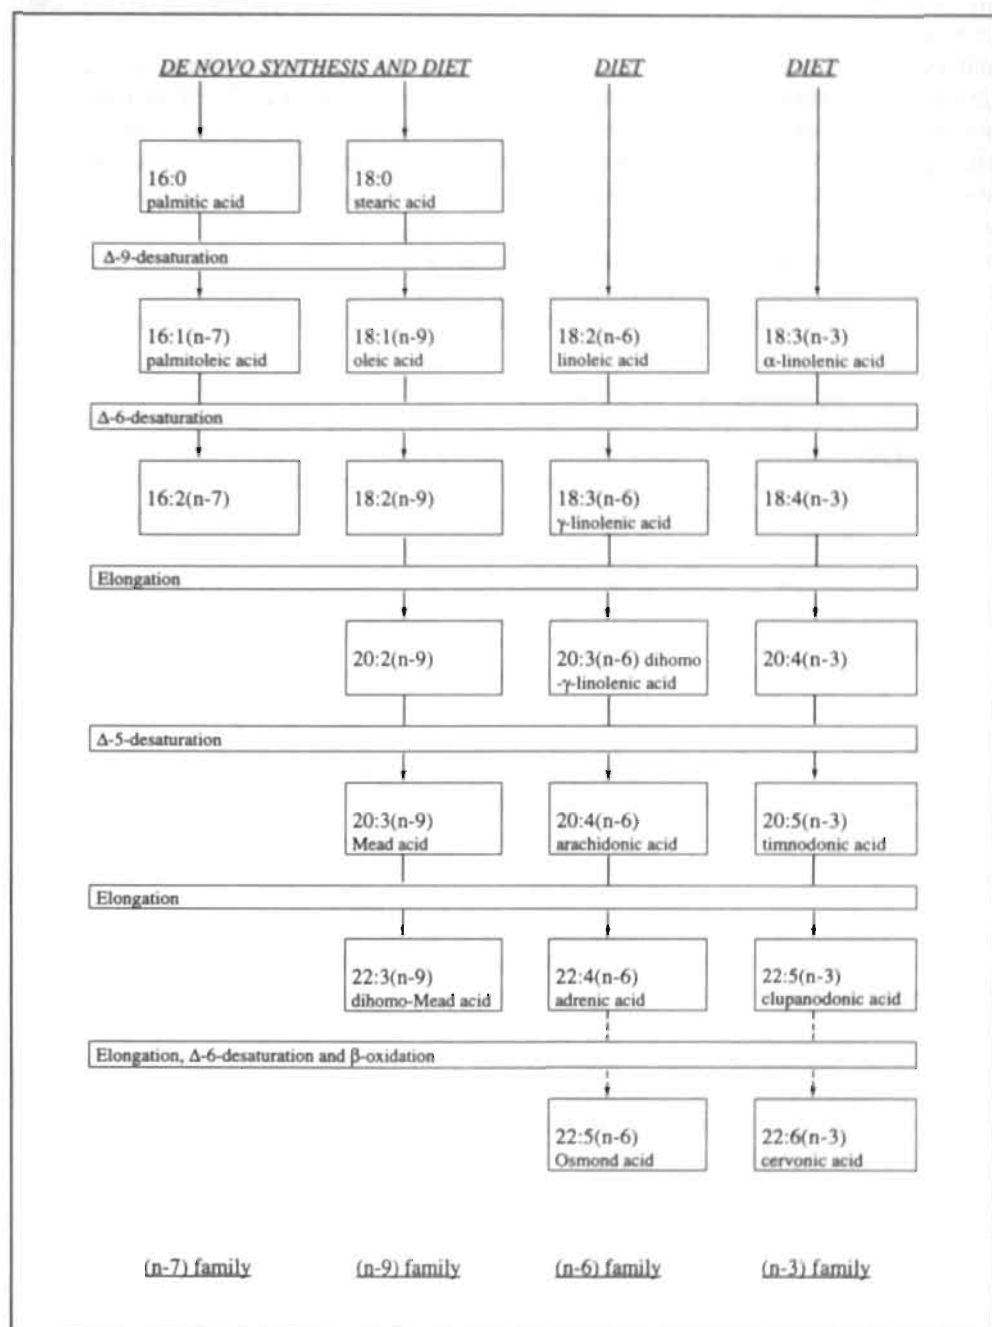 DE NOVO SYNTHESIS AND DIET
DIET
DIET
16:0
palmitic acid
18:0
stearic acid
Δ-9-desaturation
16:1(n-7)
palmitoleic acid
18:1(n-9)
oleic acid
18:2(n-6)
linoleic acid
18:3(n-3)
α-linolenic acid
Δ-6-desaturation
16:2(n-7)
18:2(n-9)
18:3(n-6)
γ-linolenic acid
18:4(n-3)
Elongation
20:2(n-9)
20:3(n-6) dihomo
-γ-linolenic acid
20:4(n-3)
Δ-5-desaturation
20:3(n-9)
Mead acid
20:4(n-6)
arachidonic acid
20:5(n-3)
timnodonic acid
Elongation
22:3(n-9)
dihomo-Mead acid
22:4(n-6)
adrenic acid
22:5(n-3)
clupanodonic acid
Elongation, Δ-6-desaturation and β-oxidation
22:5(n-6)
Osmond acid
22:6(n-3)
cervonic acid
(n-7) family
(n-9) family
(n-6) family
(n-3) family